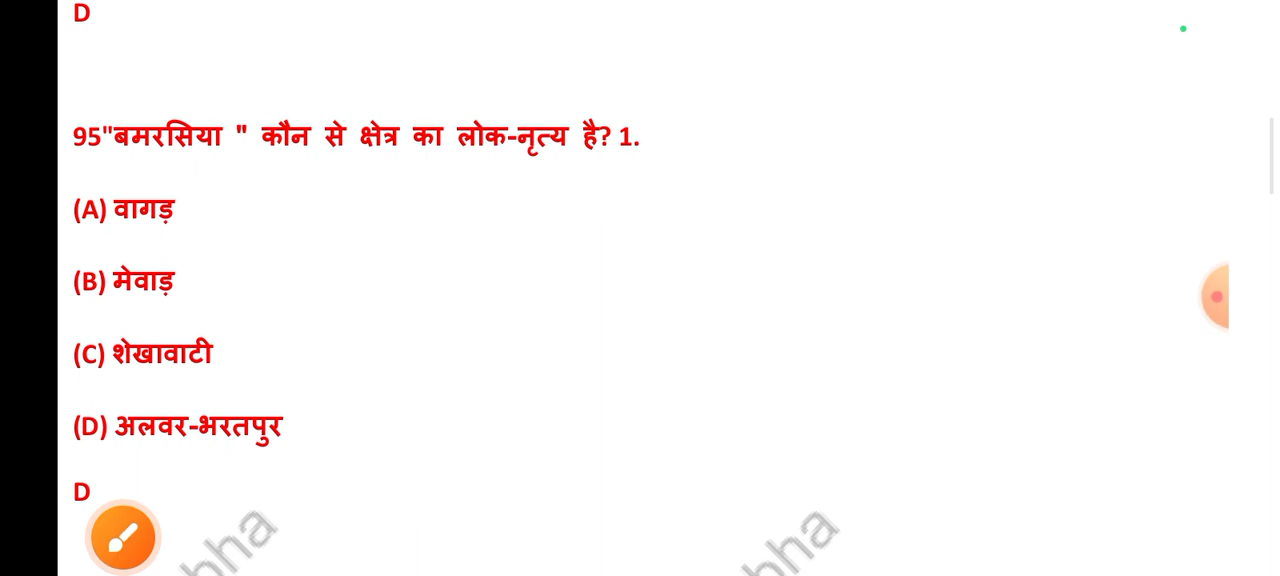 D
95"बमरसिया " कौन से क्षेत्र का लोक-नृत्य है? 1.
(A) वागड़
(B) मेवाड़
(C) शेखावाटी
(D) अलवर-भरतपुर
D